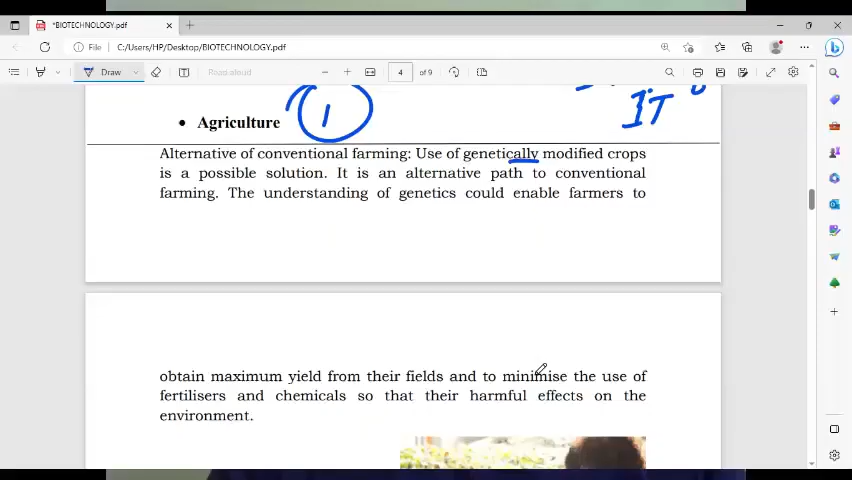 *BIOTECHNOLOGY.pdf
File
C:/Users/HP/Desktop/BIOTECHNOLOGY.pdf
Draw
Read aloud
4
of 9
1
I.T
• Agriculture
Alternative of conventional farming: Use of genetically modified crops
is a possible solution. It is an alternative path to conventional
farming. The understanding of genetics could enable farmers to
obtain maximum yield from their fields and to minimise the use of
fertilisers and chemicals so that their harmful effects on the
environment.